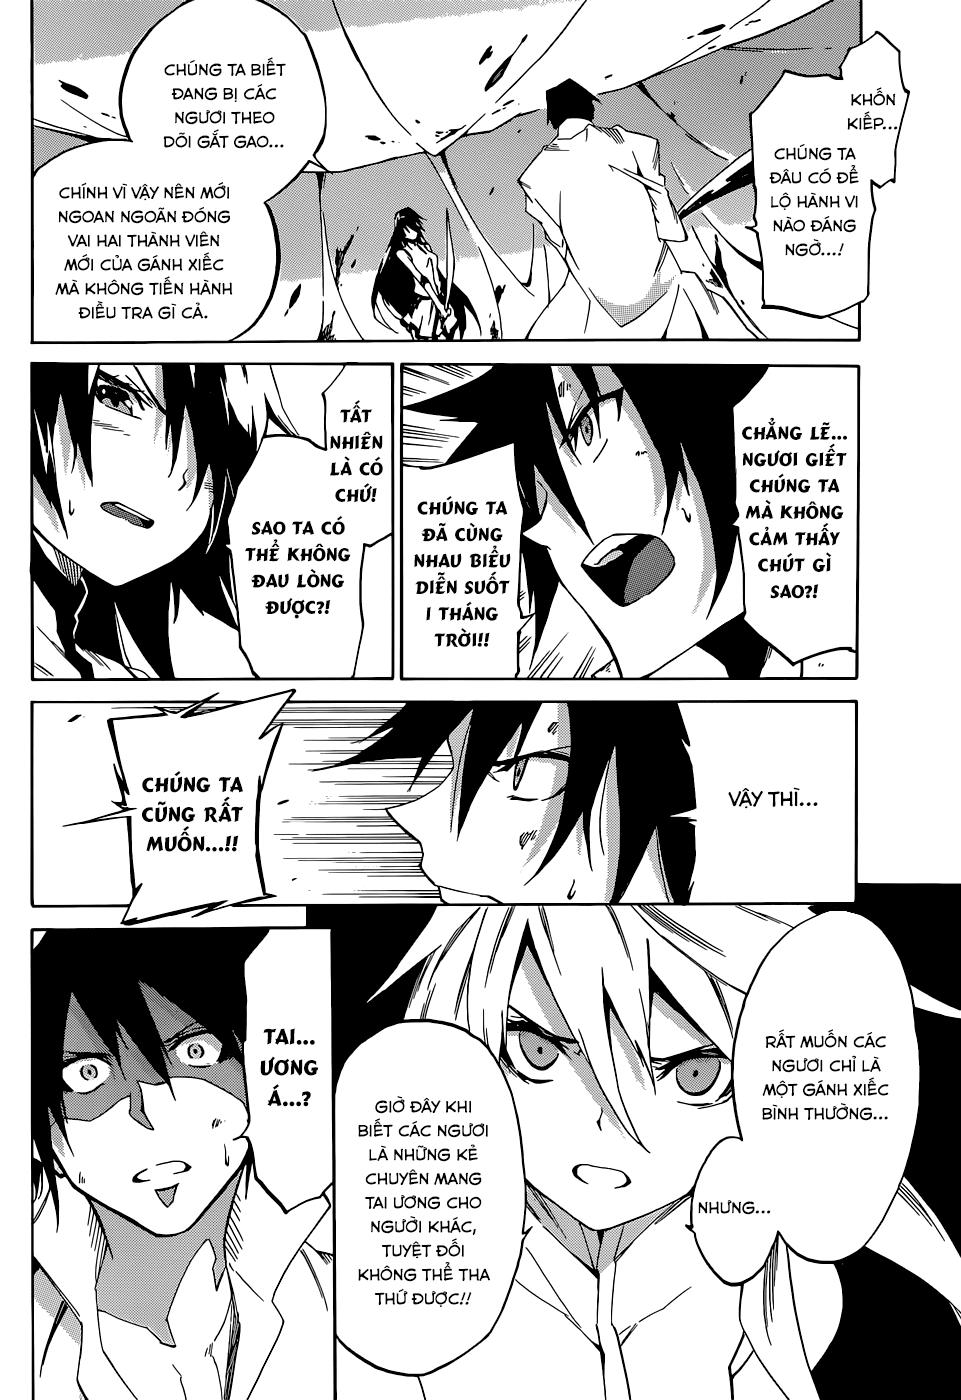 KHỐN
KIẾP...
CHÚNG TA
ĐÂU CÓ ĐỂ
LỘ HÀNH VI
NÀO ĐÁNG
NGỜ...!
CHÚNG TA BIẾT
ĐANG BỊ CÁC
NGƯƠI THEO
DÕI GẮT GAO...
CHÍNH VÌ VẬY NÊN MỚI
NGOAN NGOÃN ĐÓNG
VAI HAI THÀNH VIÊN
MỚI CỦA GÁNH XIẾC
MÀ KHÔNG TIẾN HÀNH
ĐIỀU TRA GÌ CẢ.
CHẲNG LẼ...
NGƯƠI GIẾT
CHÚNG TA
MÀ KHÔNG
CẢM THẤY
CHÚT GÌ
SAO?!
CHÚNG TA
ĐÃ CÙNG
NHAU BIỂU
DIỄN SUỐT
1 THÁNG
TRỜI!!
TẤT
NHIÊN
LÀ CÓ
CHỨ!
SAO TA CÓ
THỂ KHÔNG
ĐAU LÒNG
ĐƯỢC?!
VẬY THÌ...
CHÚNG TA
CŨNG RẤT
MUỐN...!!
RẤT MUỐN CÁC
NGƯƠI CHỈ LÀ
MỘT GÁNH XIẾC
BÌNH THƯỜNG...
NHƯNG...
GIỜ ĐÂY KHI
BIẾT CÁC NGƯƠI
LÀ NHỮNG KẺ
CHUYÊN MANG
TAI ƯƠNG CHO
NGƯỜI KHÁC,
TUYỆT ĐỐI
KHÔNG THỂ THA
THỨ ĐƯỢC!!
TAI...
ƯƠNG
Á...?